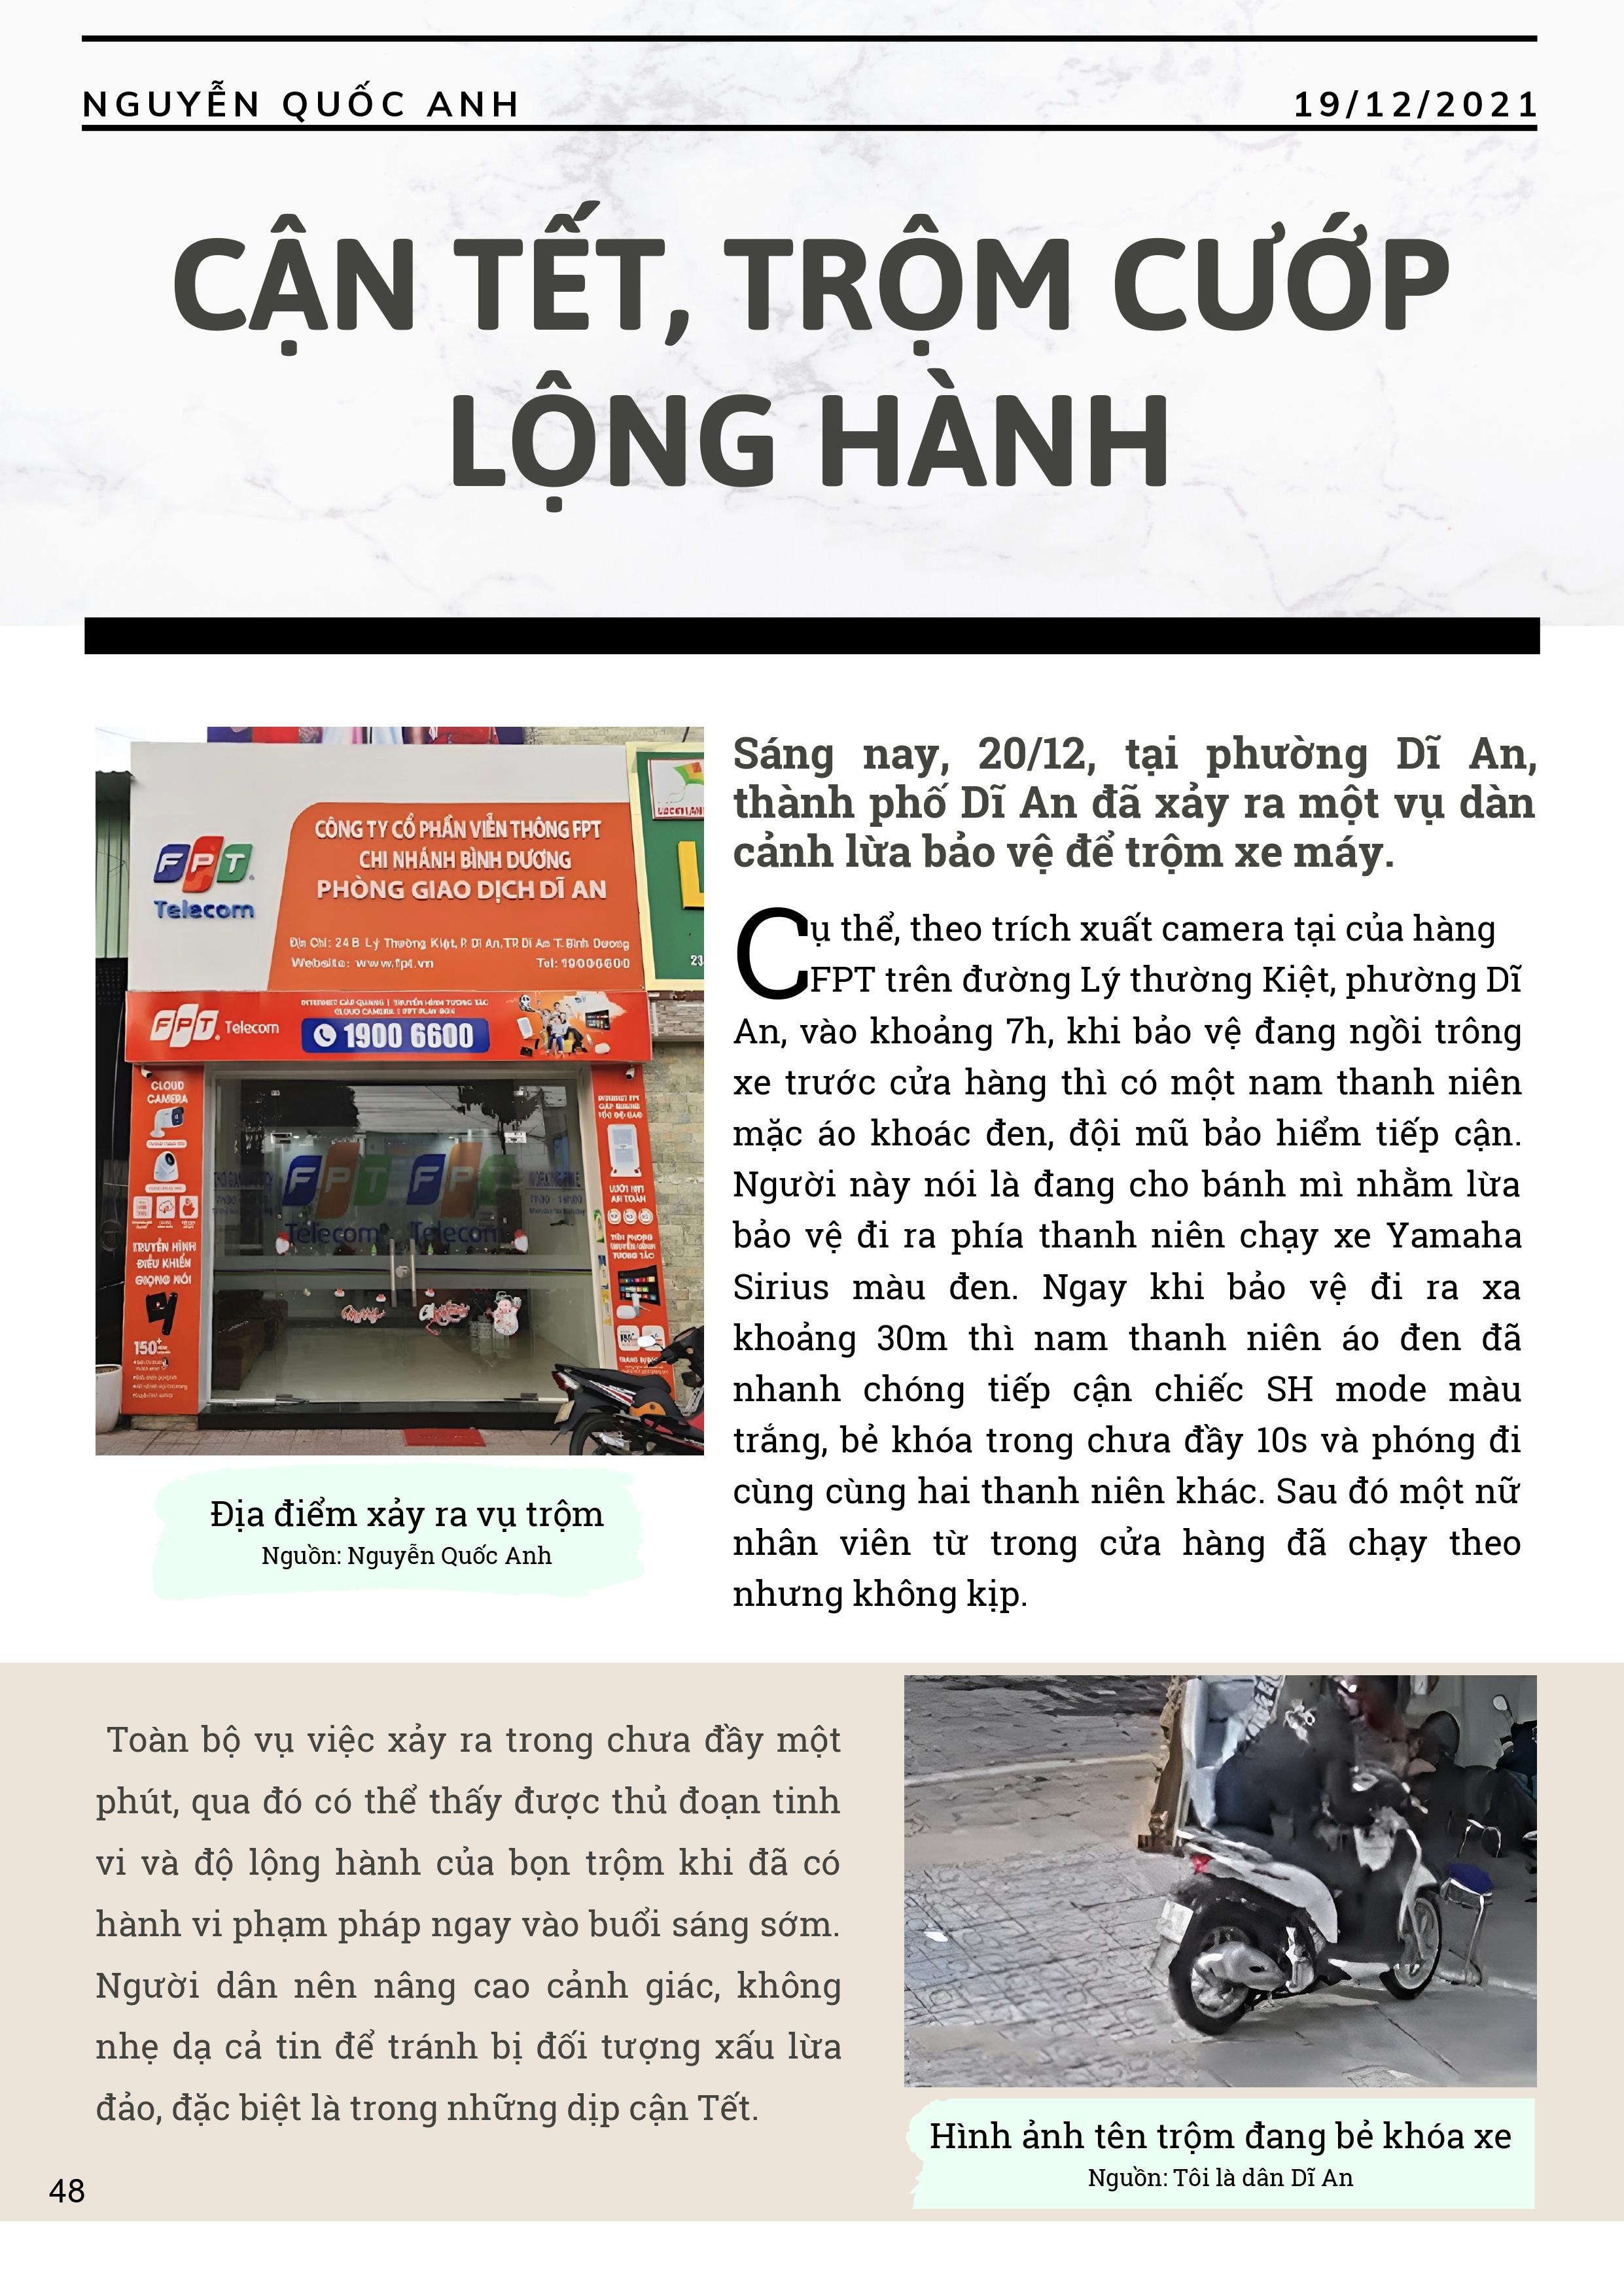 NGUYỄN QUỐC ANH
19/12/2021
CẬN TẾT, TRỘM CƯỚP
LỘNG HÀNH
FPT
Telecom
CÔNG TY CỔ PHẦN VIỄN THÔNG FPT
CHI NHÁNH BÌNH DƯƠNG
PHÒNG GIAO DỊCH DĨ AN
Địa Chỉ: 24B Lý Thường Kiệt, P. Dĩ An, TP. Dĩ An T. Bình Dương
Website: www.fpt.vn
Tel: 19006600
23
FPT Telecom
1900 6600
CLOUD
CAMERA
TRUYỀN HÌNH
ĐIỀU KHIỂN
GIỌNG NÓI
150+
FPT FPT
Telecom Telecom
Địa điểm xảy ra vụ trộm
Nguồn: Nguyễn Quốc Anh
Sáng nay, 20/12, tại phường Dĩ An,
thành phố Dĩ An đã xảy ra một vụ dàn
cảnh lừa bảo vệ để trộm xe máy.
Cụ thể, theo trích xuất camera tại của hàng
FPT trên đường Lý thường Kiệt, phường Dĩ
An, vào khoảng 7h, khi bảo vệ đang ngồi trông
xe trước cửa hàng thì có một nam thanh niên
mặc áo khoác đen, đội mũ bảo hiểm tiếp cận.
Người này nói là đang cho bánh mì nhằm lừa
bảo vệ đi ra phía thanh niên chạy xe Yamaha
Sirius màu đen. Ngay khi bảo vệ đi ra xa
khoảng 30m thì nam thanh niên áo đen đã
nhanh chóng tiếp cận chiếc SH mode màu
trắng, bẻ khóa trong chưa đầy 10s và phóng đi
cùng cùng hai thanh niên khác. Sau đó một nữ
nhân viên từ trong cửa hàng đã chạy theo
nhưng không kịp.
Toàn bộ vụ việc xảy ra trong chưa đầy một
phút, qua đó có thể thấy được thủ đoạn tinh
vi và độ lộng hành của bọn trộm khi đã có
hành vi phạm pháp ngay vào buổi sáng sớm.
Người dân nên nâng cao cảnh giác, không
nhẹ dạ cả tin để tránh bị đối tượng xấu lừa
đảo, đặc biệt là trong những dịp cận Tết.
Hình ảnh tên trộm đang bẻ khóa xe
Nguồn: Tôi là dân Dĩ An
48